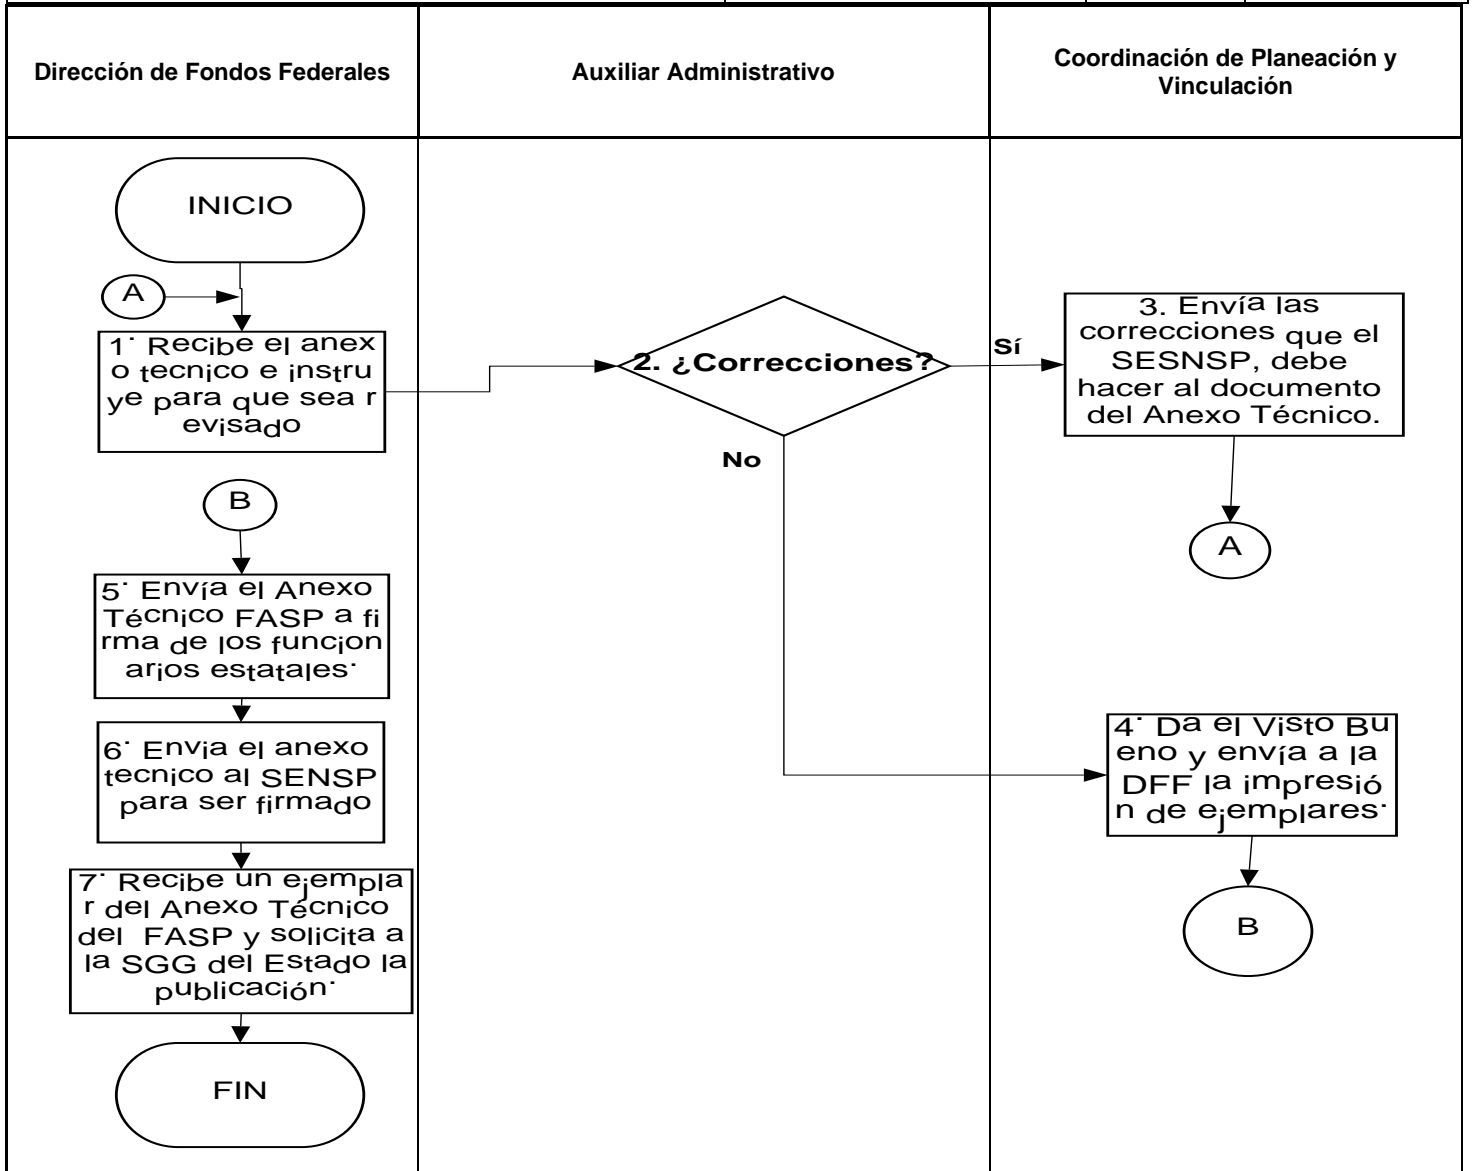 Dirección de Fondos Federales
Auxiliar Administrativo
Coordinación de Planeación y
Vinculación
INICIO
A
1. Recibe el anex
o tecnico e instru
ye para que sea r
evisado
2. ¿Correcciones?
Sí
No
3. Envía las
correcciones que el
SESNSP, debe
hacer al documento
del Anexo Técnico.
A
B
5. Envía el Anexo
Técnico FASP a fi
rma de los funcion
arios estatales.
6. Envia el anexo
tecnico al SENSP
para ser firmado
4. Da el Visto Bu
eno y envía a la
DFF la impresió
n de ejemplares.
B
7. Recibe un ejempla
r del Anexo Técnico
del FASP y solicita a
la SGG del Estado la
publicación.
FIN